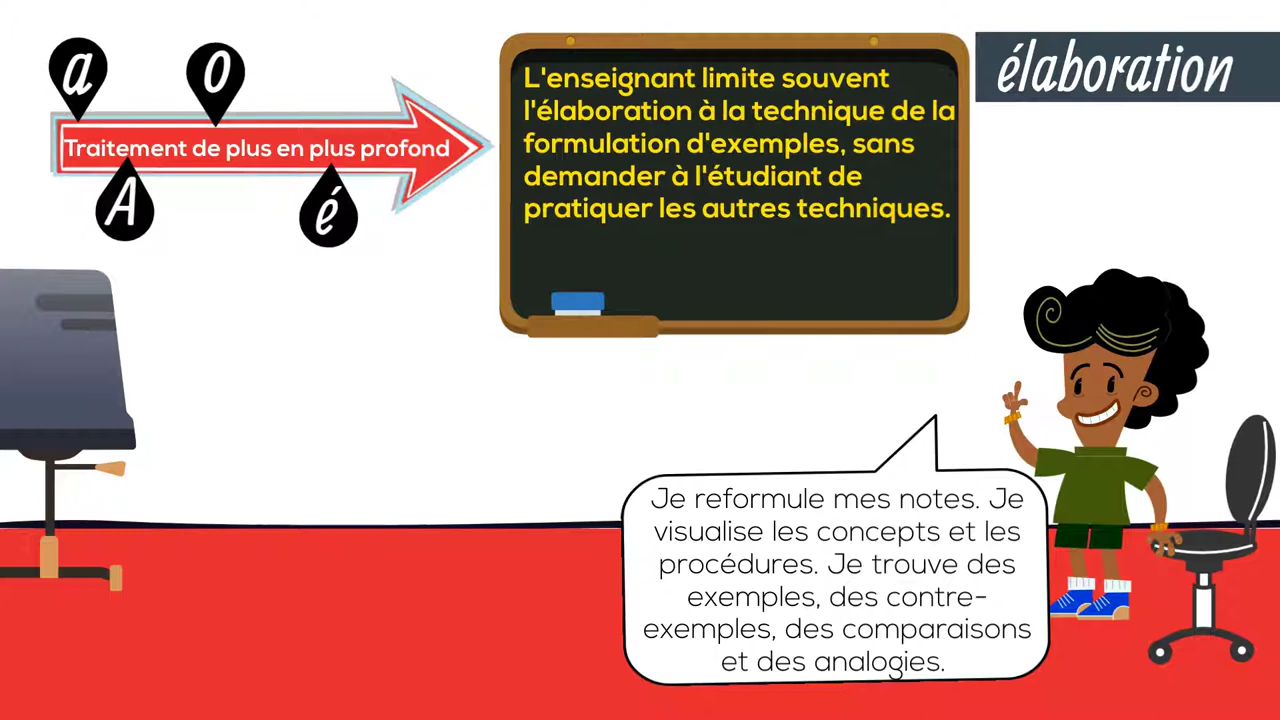 a
o
Traitement de plus en plus profond
A
é
L'enseignant limite souvent
l'élaboration à la technique de la
formulation d'exemples, sans
demander à l'étudiant de
pratiquer les autres techniques.
élaboration
Je reformule mes notes. Je
visualise les concepts et les
procédures. Je trouve des
exemples, des contre-
exemples, des comparaisons
et des analogies.